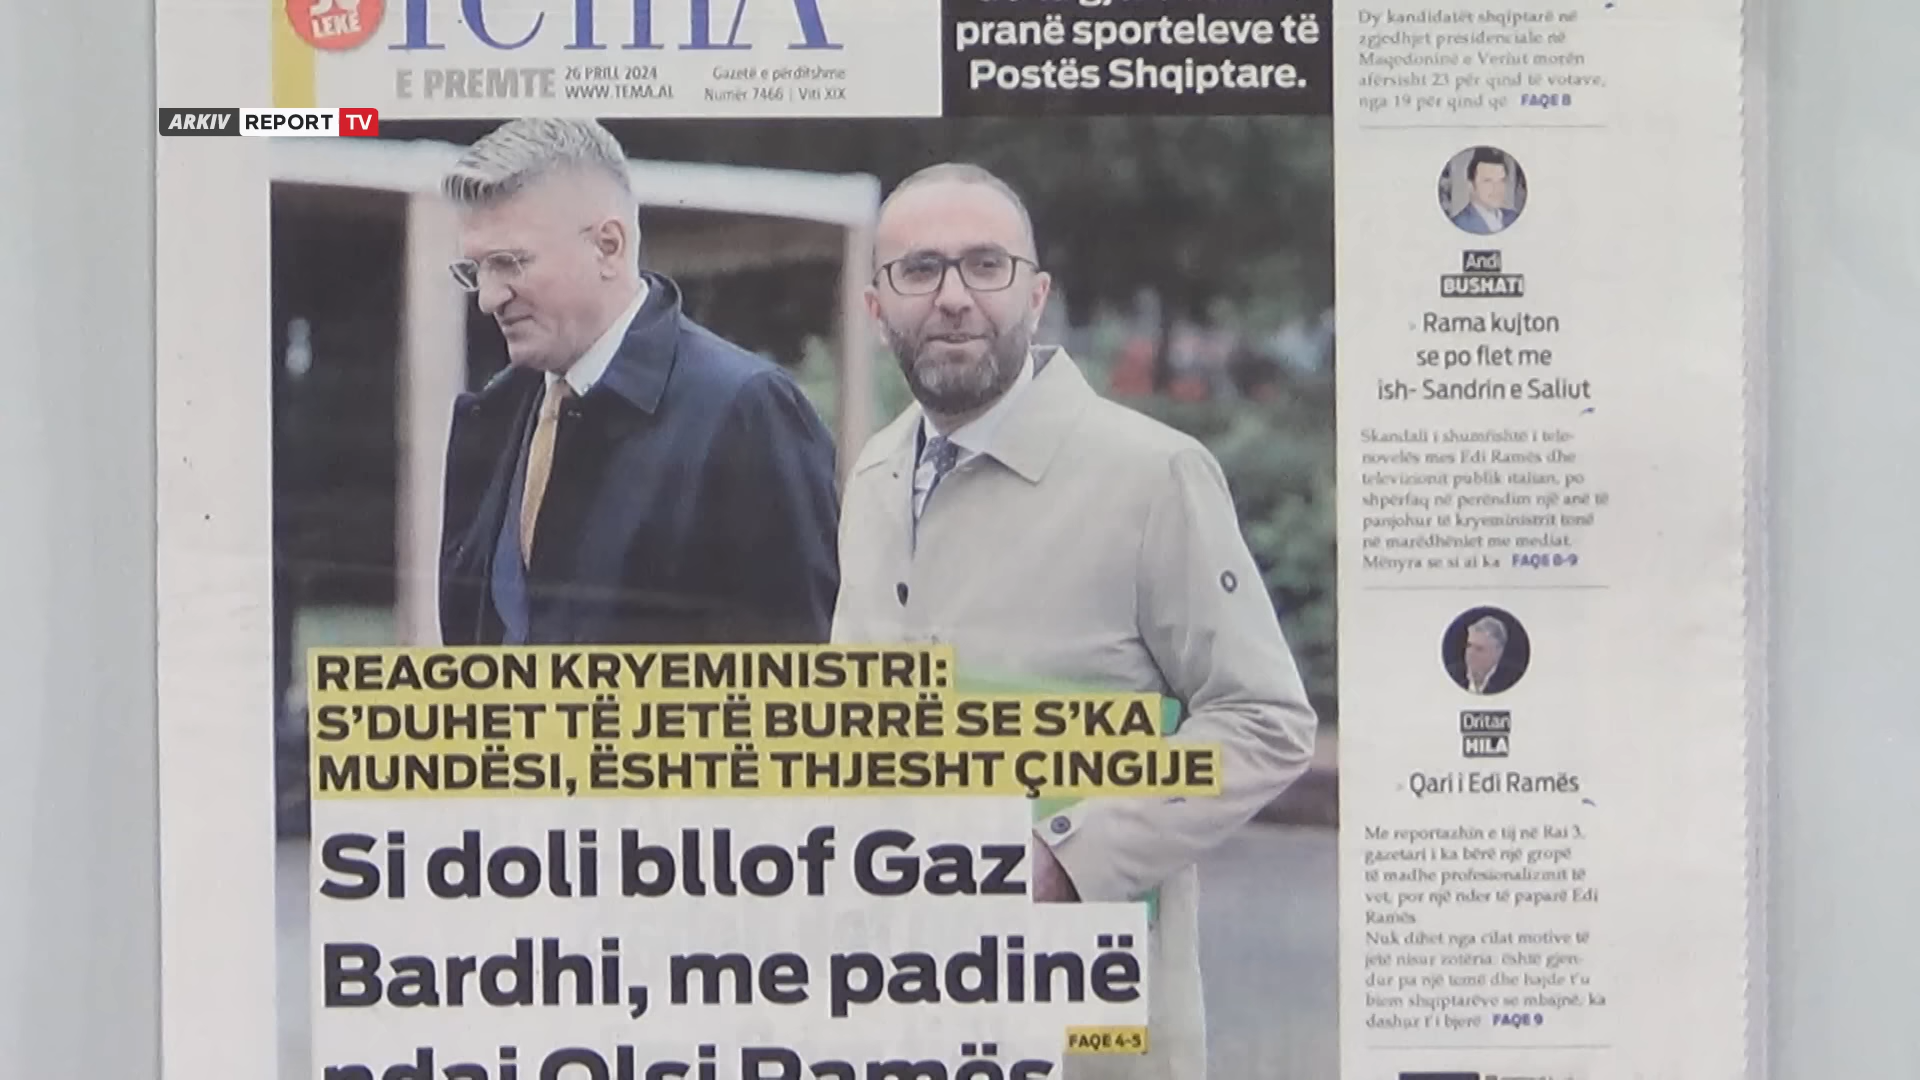 LEKË
Tema
E PREMTE
26 PRILL 2024
WWW.TEMA.AL
Gazetë e përditshme
Numër 7466 | Viti XIX
ARKIV REPORT TV
pranë sporteleve të
Postës Shqiptare.
REAGON KRYEMINISTRI:
S’DUHET TË JETË BURRË SE S’KA
MUNDËSI, ËSHTË THJESHT ÇINGIJE
Si doli bllof Gaz
Bardhi, me padinë
ndaj Olsi Ramës
FAQE 4-5
Dy kandidatët shqiptarë në
zgjedhjet presidenciale në
Maqedoninë e Veriut morën
afërsisht 23 për qind të votave,
nga 19 për qind që FAQE 8
Andi
BUSHATI
Rama kujton
se po flet me
ish- Sandrin e Saliut
Skandali i shumfishtë i tele-
novelës mes Edi Ramës dhe
televizionit publik italian, po
shpërfaq në perëndim një anë të
panjohur të kryeministrit tonë
në marëdhëniet me mediat.
Mënyra se si ai ka FAQE 8-9
Dritan
HILA
Qari i Edi Ramës
Me reportazhin e tij në Rai 3,
gazetari i ka bërë një gropë
të madhe profesionalizmit të
vet, por një nder të paparë Edi
Ramës
Nuk dihet nga cilat motive të
jetë nisur zotëria: është gjen-
dur pa një temë dhe hajde t'u
biem shqiptarëve se mbajnë, ka
dashur t'i bjerë FAQE 9